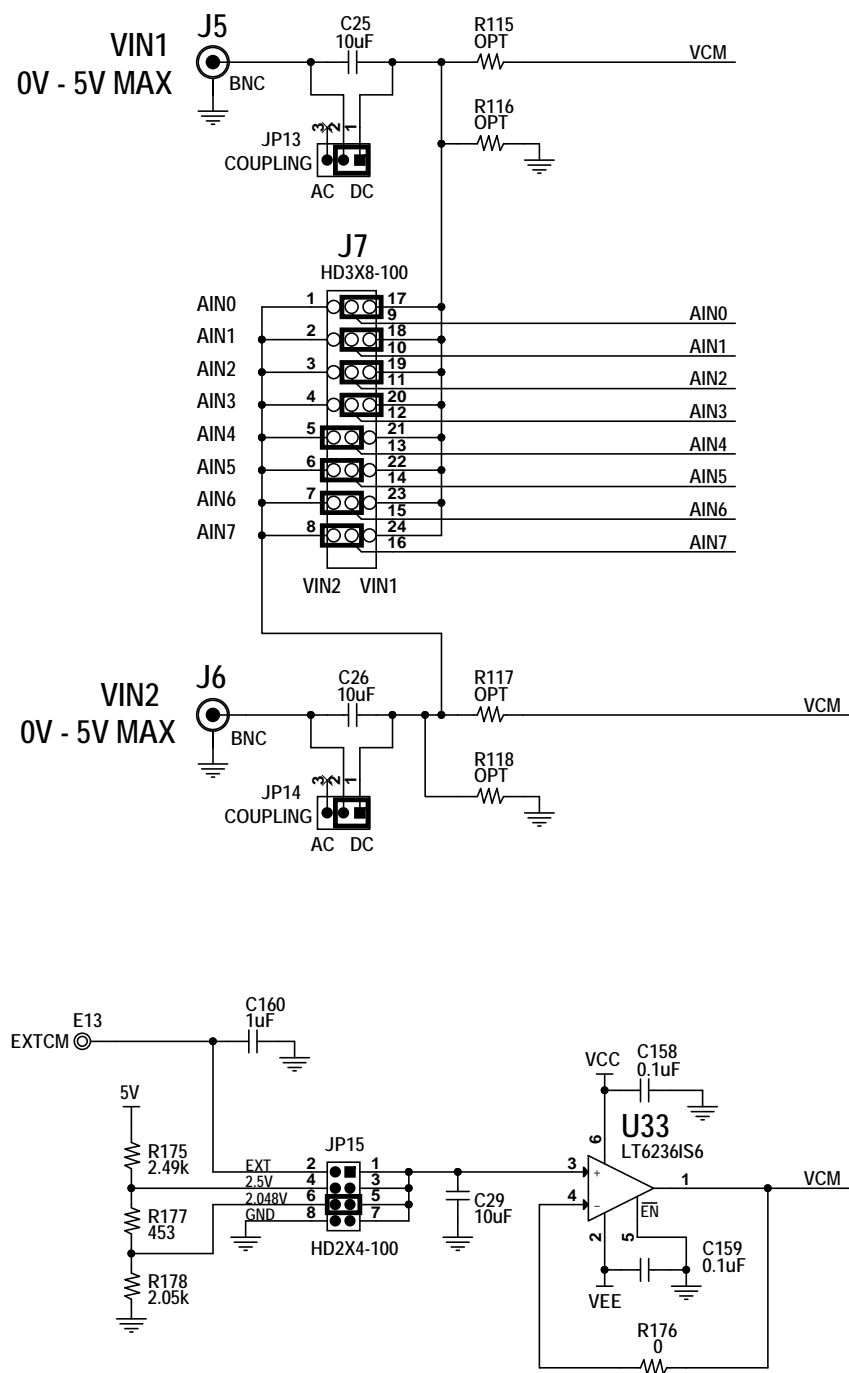 VIN1
0V - 5V MAX
J5
BNC
C25
10uF
R115
OPT
VCM
R116
OPT
JP13
COUPLING
3
2
1
AC DC
J7
HD3X8-100
AIN0 1 17
9 AIN0
AIN1 2 18
10 AIN1
AIN2 3 19
11 AIN2
AIN3 4 20
12 AIN3
AIN4 5 21
13 AIN4
AIN5 6 22
14 AIN5
AIN6 7 23
15 AIN6
AIN7 8 24
16 AIN7
VIN2 VIN1
VIN2
0V - 5V MAX
J6
BNC
C26
10uF
R117
OPT
VCM
R118
OPT
JP14
COUPLING
3
2
1
AC DC
E13
EXTCM
C160
1uF
5V
R175
2.49k
R177
453
R178
2.05k
JP15
EXT 2 1
2.5V 4 3
2.048V 6 5
GND 8 7
HD2X4-100
C29
10uF
VCC
C158
0.1uF
U33
LT6236IS6
6
3 +
4 −
1
VCM
EN
2
5
VEE
C159
0.1uF
R176
0